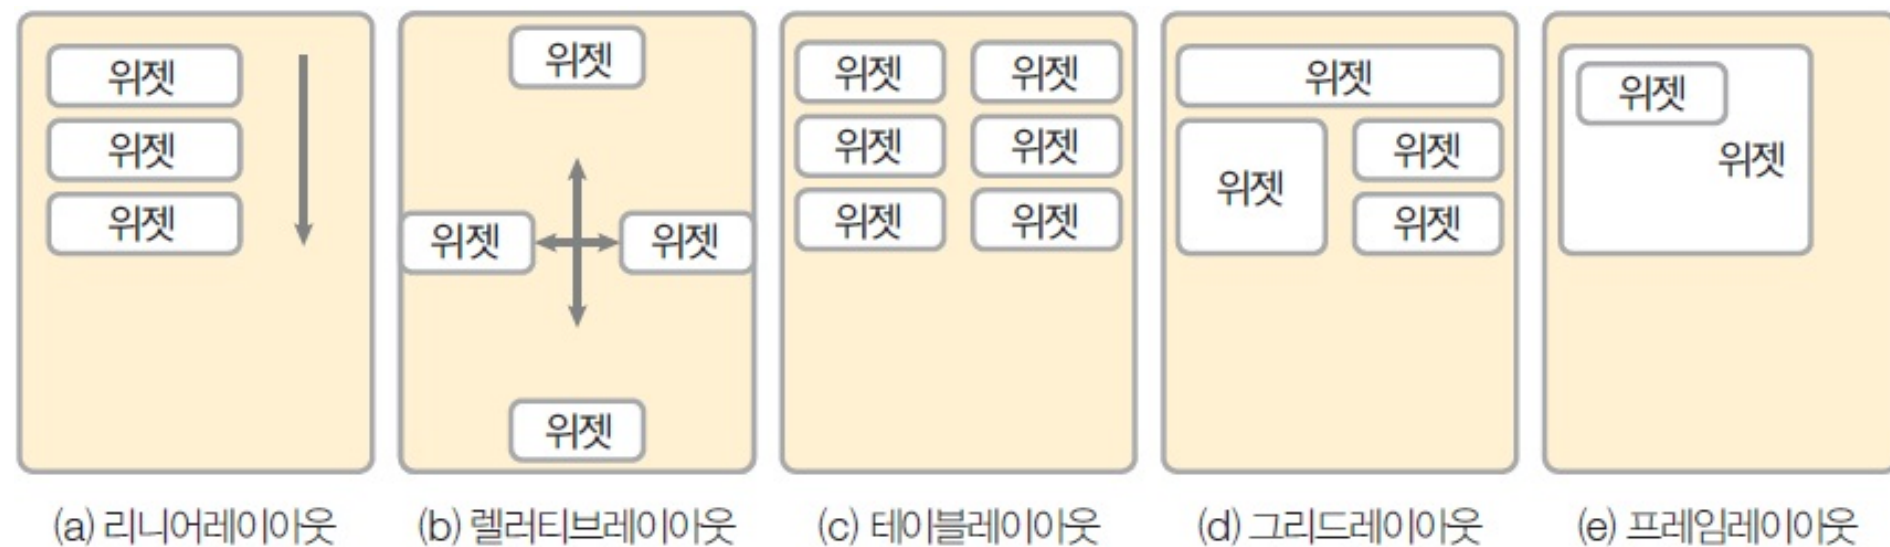 위젯
위젯
위젯
(a) 리니어레이아웃
위젯
위젯 위젯
위젯
(b) 렐러티브레이아웃
위젯 위젯
위젯 위젯
위젯 위젯
(c) 테이블레이아웃
위젯
위젯
위젯
위젯
(d) 그리드레이아웃
위젯
위젯
(e) 프레임레이아웃